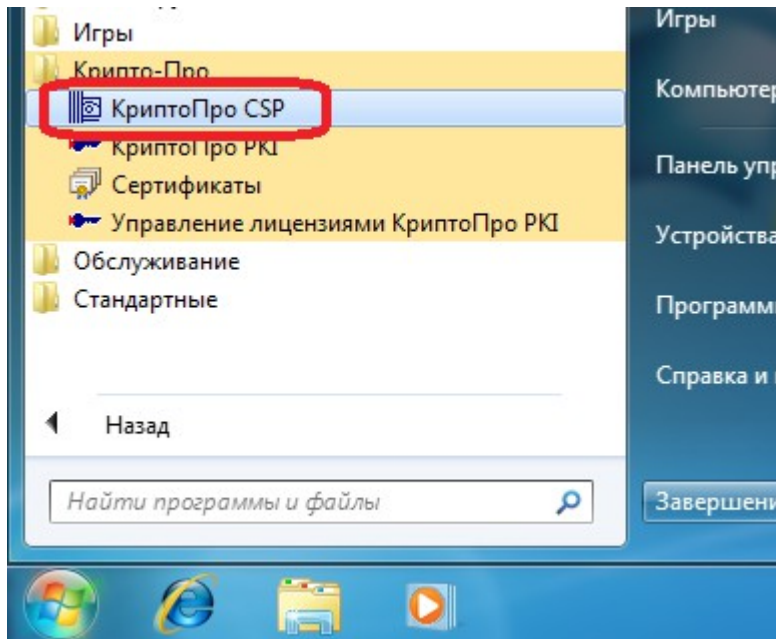 Игры
Крипто-Про
КриптоПро CSP
КриптоПро PKI
Сертификаты
Управление лицензиями КриптоПро PKI
Обслуживание
Стандартные
Назад
Найти программы и файлы
Игры
Компьютер
Панель упр
Устройства
Программ
Справка и
Завершени